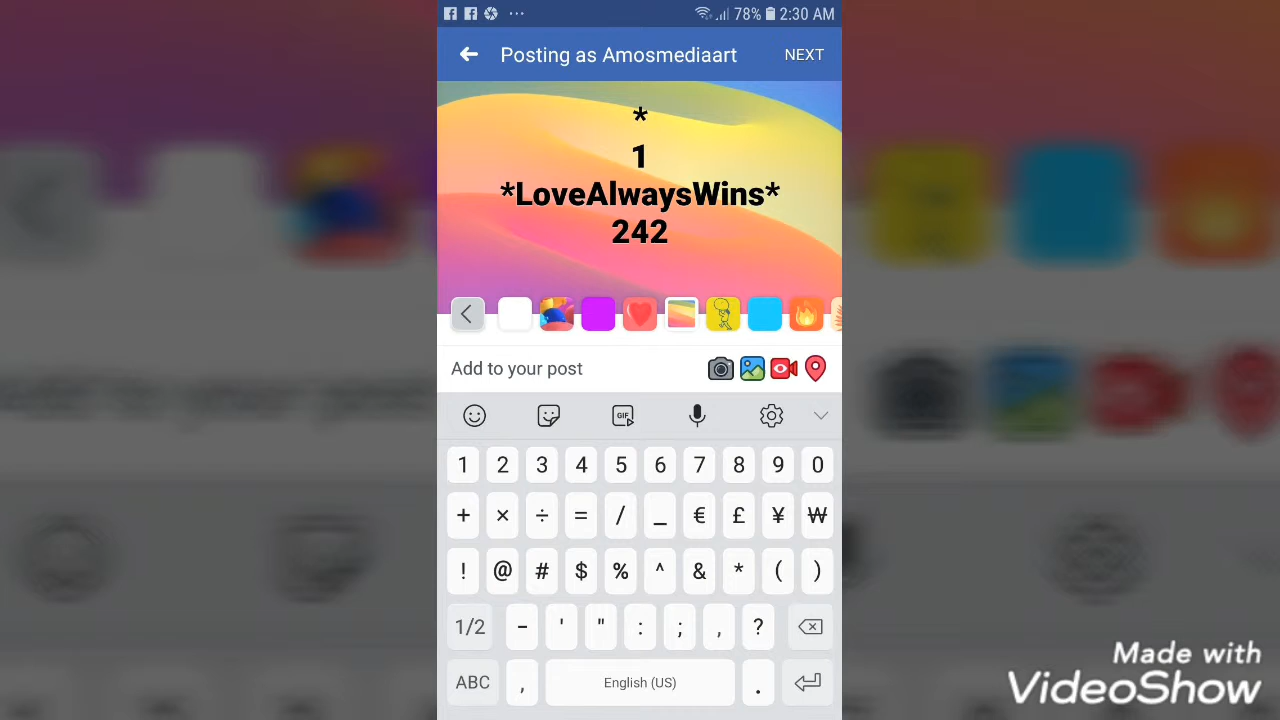 78% 2:30 AM
Posting as Amosmediaart NEXT
*
1
*LoveAlwaysWins*
242
Add to your post
GIF
1 2 3 4 5 6 7 8 9 0
+ × ÷ = / _ € £ ¥ ₩
! @ # $ % ^ & * ( )
1/2 - ' " : ; , ?
ABC , English (US) .
Made with
VideoShow